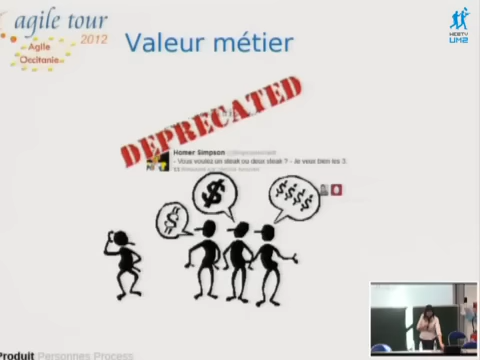 agile tour
2012
Agile
Occitanie
Valeur métier
WEBTV
UM2
DEPRECATED
Homer Simpson
- Vous voulez un steak ou deux steak ? - Je veux bien les 3.
$
$
$$$$
Produit Personnes Process